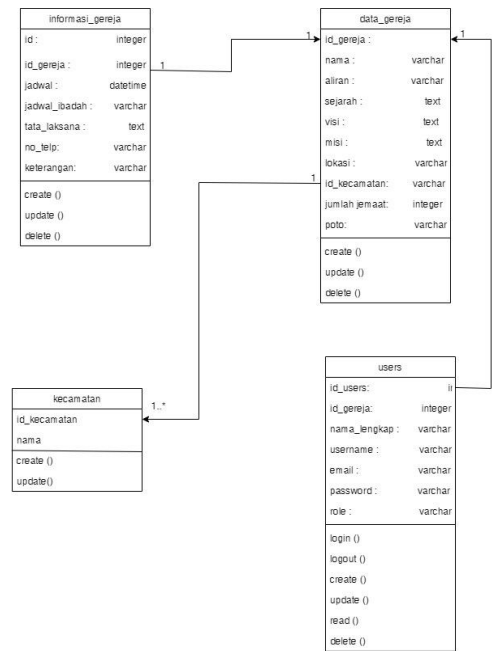 informasi_gereja
id : integer
id_gereja : integer
jadwal : datetime
jadwal_ibadah : varchar
tata_laksana : text
no_telp: varchar
keterangan: varchar
create ()
update ()
delete ()
1
1
data_gereja
id_gereja :
nama : varchar
aliran : varchar
sejarah : text
visi : text
misi : text
lokasi : varchar
id_kecamatan: varchar
jumlah jemaat: integer
poto: varchar
create ()
update ()
delete ()
1
1
kecamatan
id_kecamatan
nama
create ()
update()
1..*
users
id_users:
id_gereja: integer
nama_lengkap : varchar
username : varchar
email : varchar
password : varchar
role : varchar
login ()
logout ()
create ()
update ()
read ()
delete ()